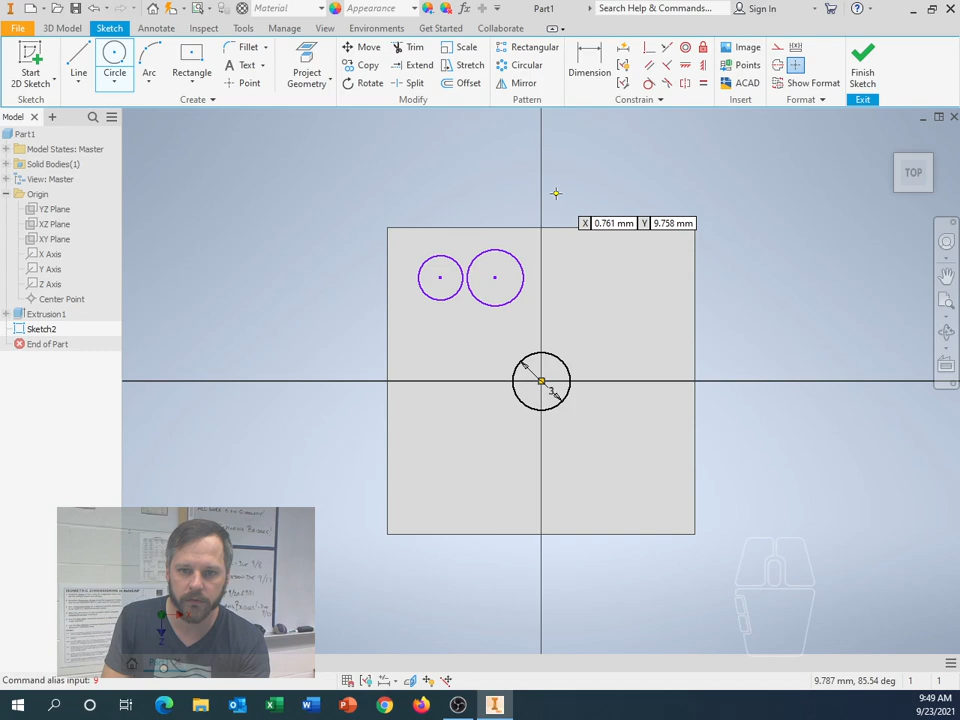 Material
Appearance
Part1
Search Help & Commands...
Sign In
File
3D Model
Sketch
Annotate
Inspect
Tools
Manage
View
Environments
Get Started
Collaborate
Start
2D Sketch
Line
Circle
Arc
Rectangle
Fillet
Text
Point
Project
Geometry
Move
Copy
Rotate
Trim
Extend
Split
Scale
Stretch
Offset
Rectangular
Circular
Mirror
Dimension
Image
Points
ACAD
Show Format
Finish
Sketch
Sketch
Create
Modify
Pattern
Constrain
Insert
Format
Exit
Model
Part1
Model States: Master
Solid Bodies(1)
View: Master
Origin
YZ Plane
XZ Plane
XY Plane
X Axis
Y Axis
Z Axis
Center Point
Extrusion1
Sketch2
End of Part
TOP
X 0.761 mm Y 9.758 mm
3
X
Z
Command alias input: 9
9.787 mm, 85.54 deg
1
1
9:49 AM
9/23/2021